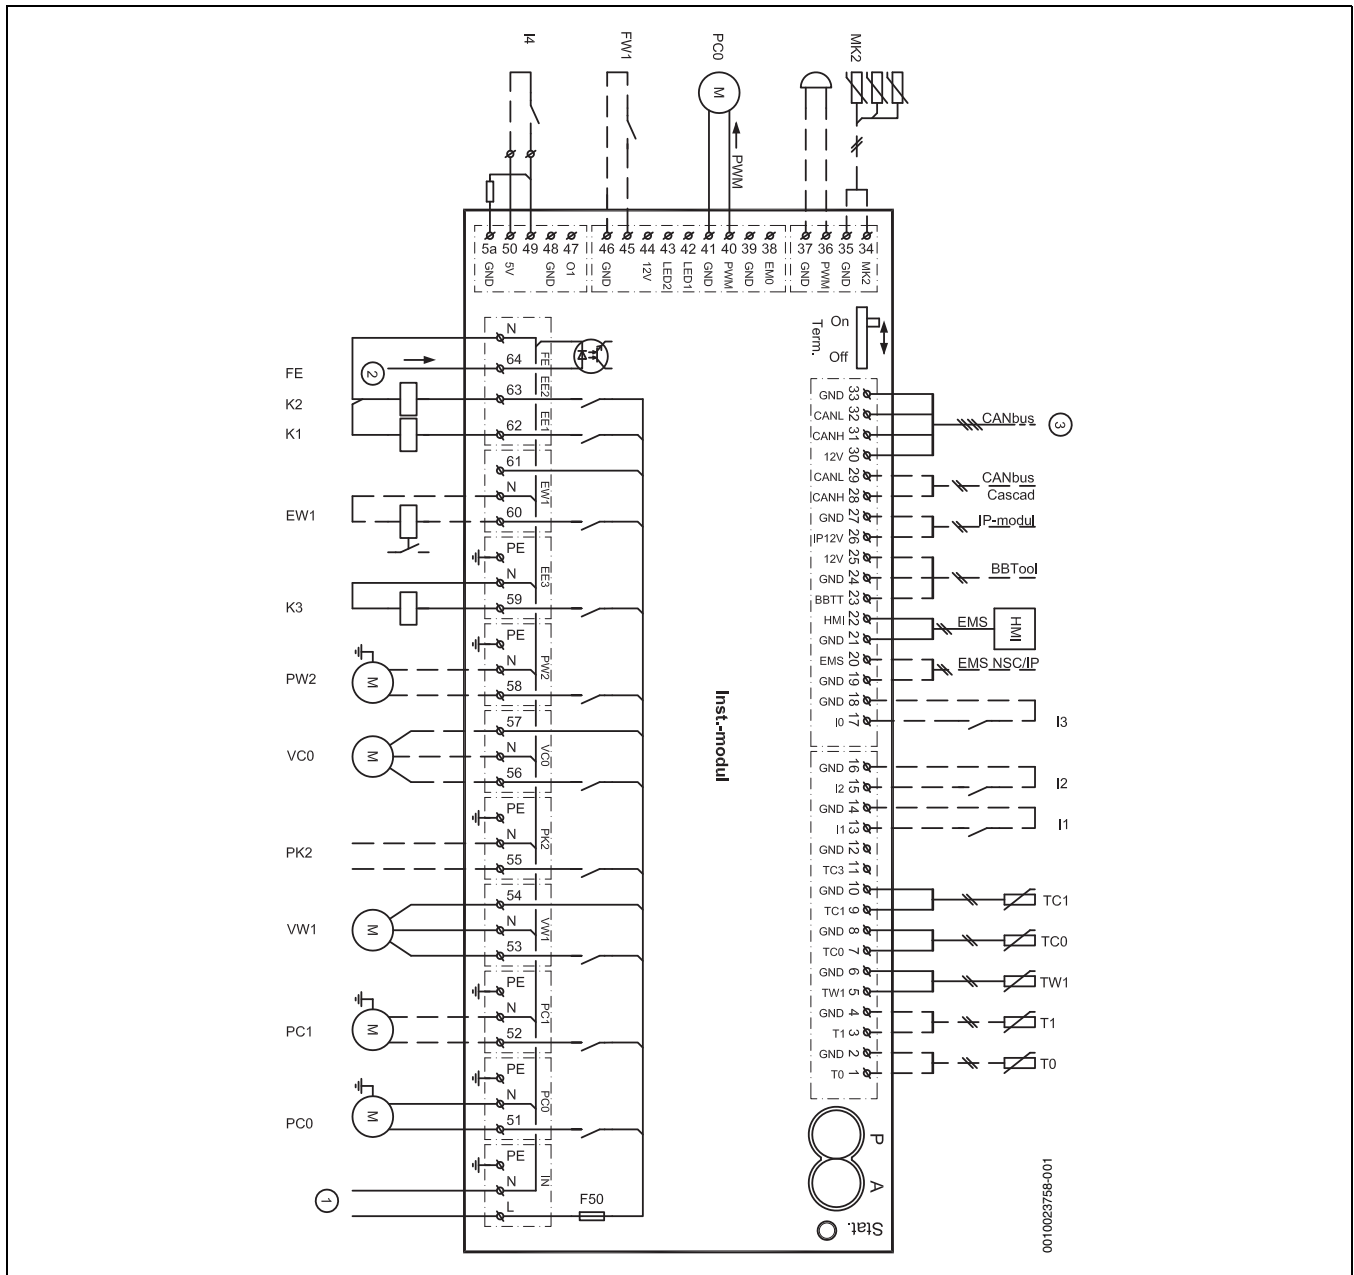 I4
FW1
PC0
MK2
M
PWM
5a 50 49 48 47 46 45 44 43 42 41 40 39 38 37 36 35 34
GND 5V GND O1 GND 12V LED2 LED1 GND PWM GND EM0 GND PWM GND MK2
On
Off
Term.
N
FE
2
64
FE
K2
63
EE2
K1
62
EE1
61
EW1
N
EW1
60
PE
EE3
N
K3
59
PE
PW2
M
N
PW2
58
57
VC0
M
N
VC0
56
PE
PK2
N
PK2
55
54
VW1
M
N
VW1
53
PE
PC1
M
N
PC1
52
PE
PC0
M
N
PC0
51
PE
IN
1
N
L
F50
Inst.-modul
GND 33
CANL 32
CANbus 3
CANH 31
12V 30
CANL 29
CANbus
CANH 28
Cascad
GND 27
IP-modul
IP12V 26
12V 25
GND 24
BBTool
BBTT 23
HMI 22
EMS
HMI
GND 21
EMS 20
EMS NSC/IP
GND 19
GND 18
I0 17
I3
GND 16
I2 15
I2
GND 14
I1 13
I1
GND 12
TC3 11
GND 10
TC1
TC1 9
GND 8
TC0
TC0 7
GND 6
TW1
TW1 5
GND 4
T1
T1 3
GND 2
T0
T0 1
P
A
Stat.
0010023758-001